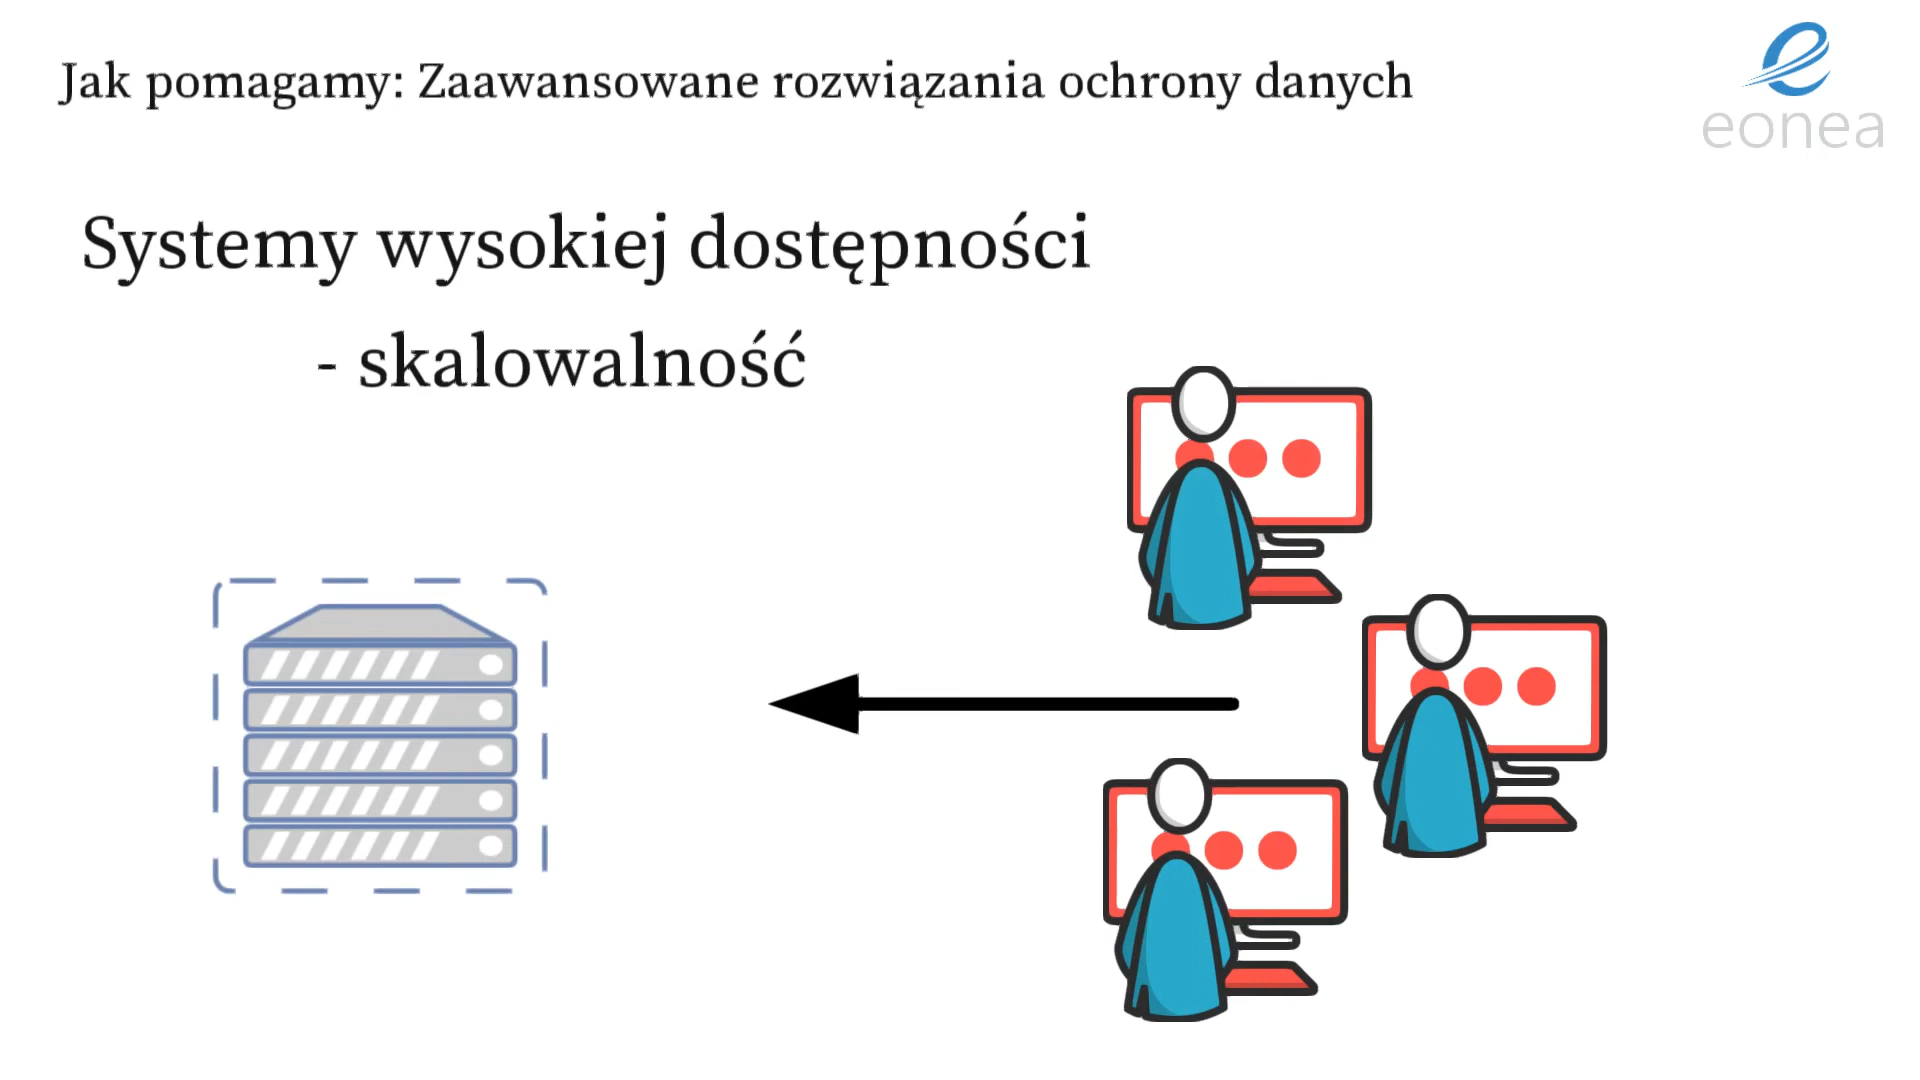 Jak pomagamy: Zaawansowane rozwiązania ochrony danych
eonea
Systemy wysokiej dostępności
- skalowalność